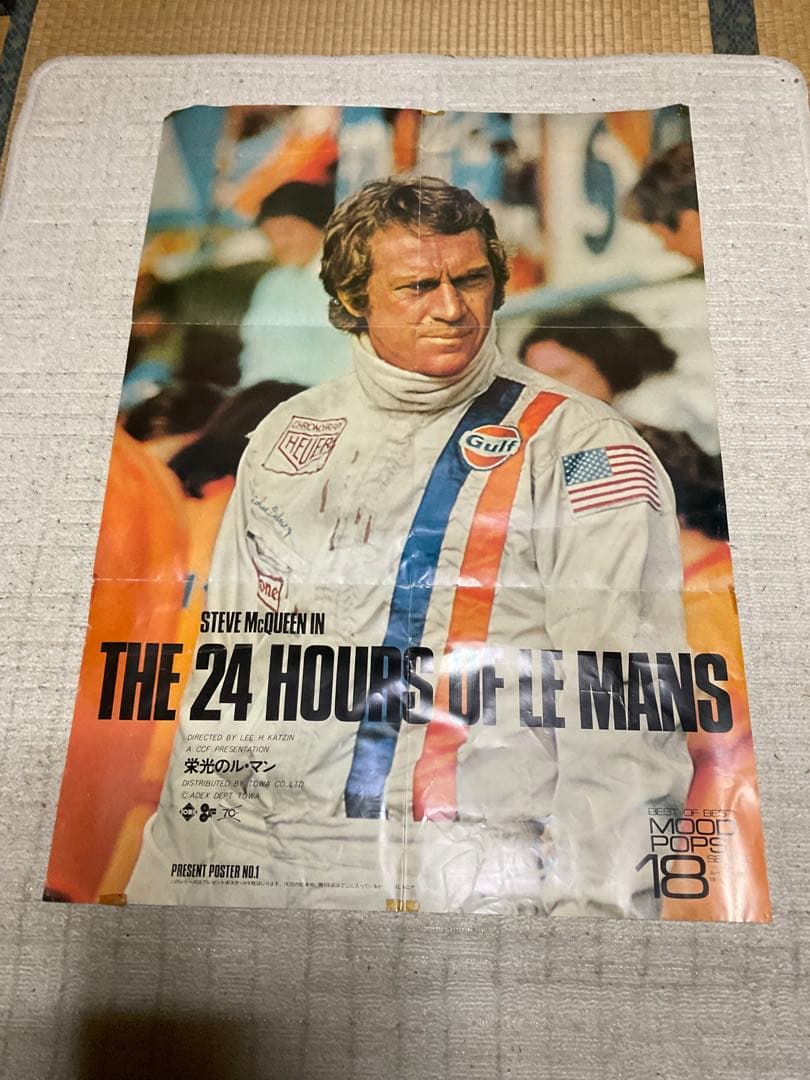 CHRONOGRAPH
HEUER
Gulf
STEVE McQUEEN IN
THE 24 HOURS OF LE MANS
DIRECTED BY LEE H. KATZIN
A CCF PRESENTATION
栄光のル・マン
DISTRIBUTED BY TOWA CO., LTD.
©ADEX DEPT TOWA
70
PRESENT POSTER NO.1
BEST OF BEST
MOOD
POPS
18